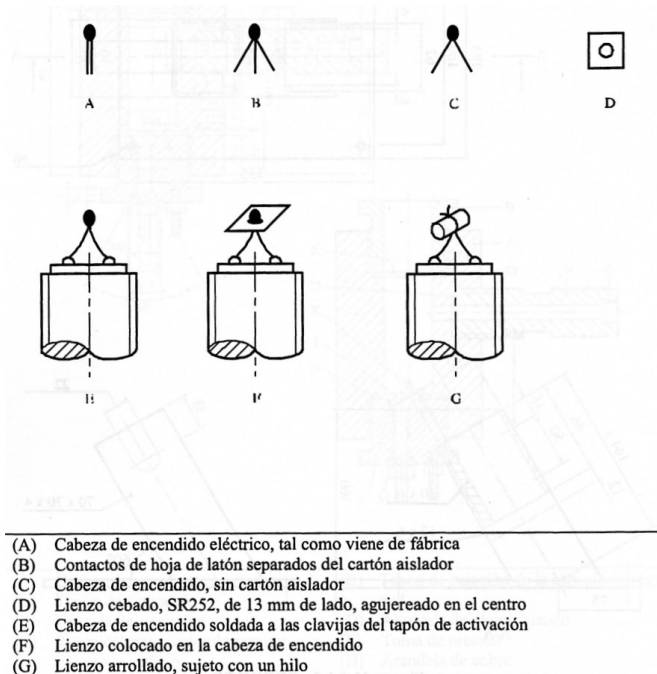 A B C D
E F G
(A) Cabeza de encendido eléctrico, tal como viene de fábrica
(B) Contactos de hoja de latón separados del cartón aislador
(C) Cabeza de encendido, sin cartón aislador
(D) Lienzo cebado, SR252, de 13 mm de lado, agujereado en el centro
(E) Cabeza de encendido soldada a las clavijas del tapón de activación
(F) Lienzo colocado en la cabeza de encendido
(G) Lienzo arrollado, sujeto con un hilo